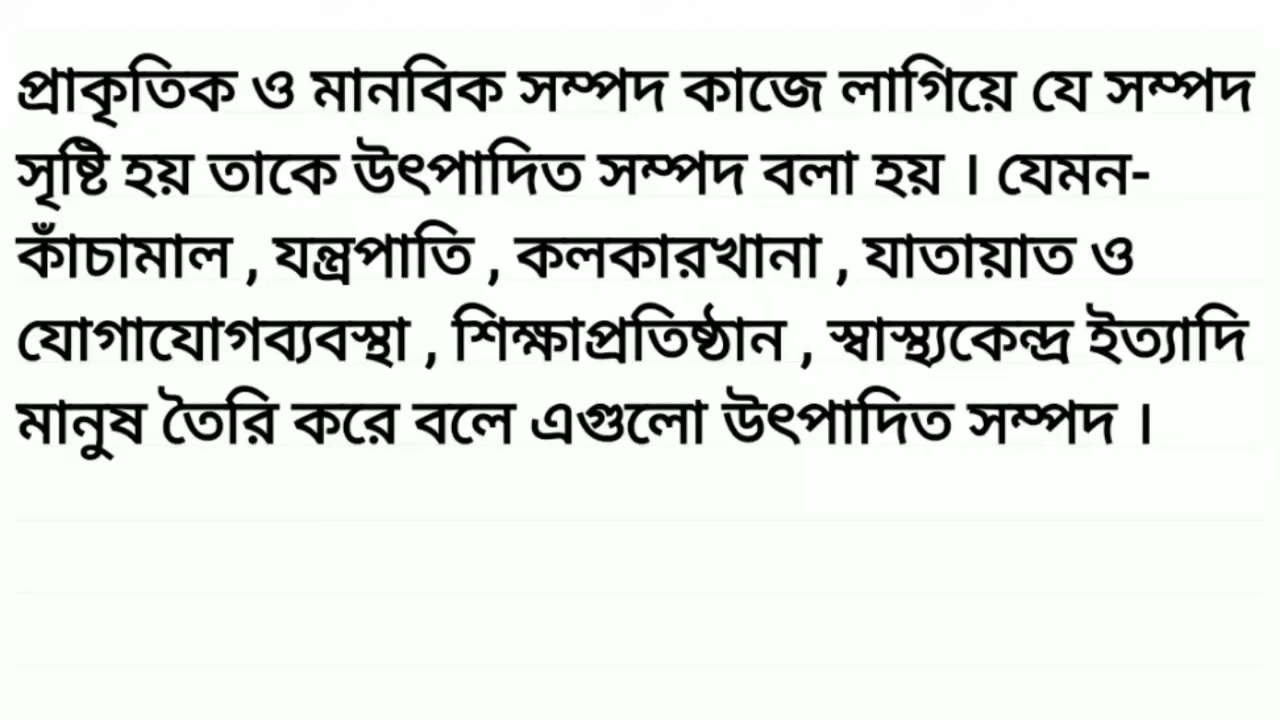 প্রাকৃতিক ও মানবিক সম্পদ কাজে লাগিয়ে যে সম্পদ
সৃষ্টি হয় তাকে উৎপাদিত সম্পদ বলা হয় । যেমন-
কাঁচামাল , যন্ত্রপাতি , কলকারখানা , যাতায়াত ও
যোগাযোগব্যবস্থা , শিক্ষাপ্রতিষ্ঠান , স্বাস্থ্যকেন্দ্র ইত্যাদি
মানুষ তৈরি করে বলে এগুলো উৎপাদিত সম্পদ ।